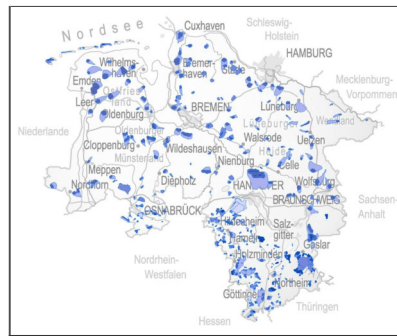 Nordsee
Cuxhaven
Schleswig-
Holstein
HAMBURG
Wilhelms-
haven
Bremer-
haven
Stade
Mecklenburg-
Vorpommen
Emden
Ostfries
land
Leer
Oldenburg
BREMEN
Lüneburg
Lüneburger
Heide
Wendland
Niederlande
Oldenburger
Münsterland
Cloppenburg
Wildeshausen
Walsrode
Uelzen
Meppen
Nordhorn
Diepholz
Nienburg
Celle
HANNOVER
Wolfsburg
BRAUNSCHWEIG
Sachsen-
Anhalt
OSNABRÜCK
Hildesheim
Salz-
gitter
Hameln
Goslar
Holzminden
Nordrhein-
Westfalen
Northeim
Göttingen
Thüringen
Hessen